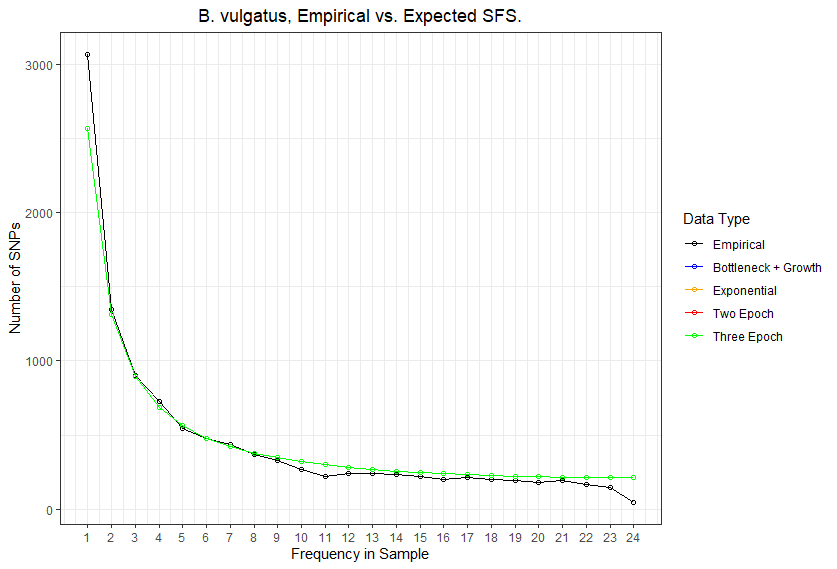 B. vulgatus, Empirical vs. Expected SFS.
3000
2000
1000
0
Number of SNPs
1 2 3 4 5 6 7 8 9 10 11 12 13 14 15 16 17 18 19 20 21 22 23 24
Frequency in Sample
Data Type
Empirical
Bottleneck + Growth
Exponential
Two Epoch
Three Epoch